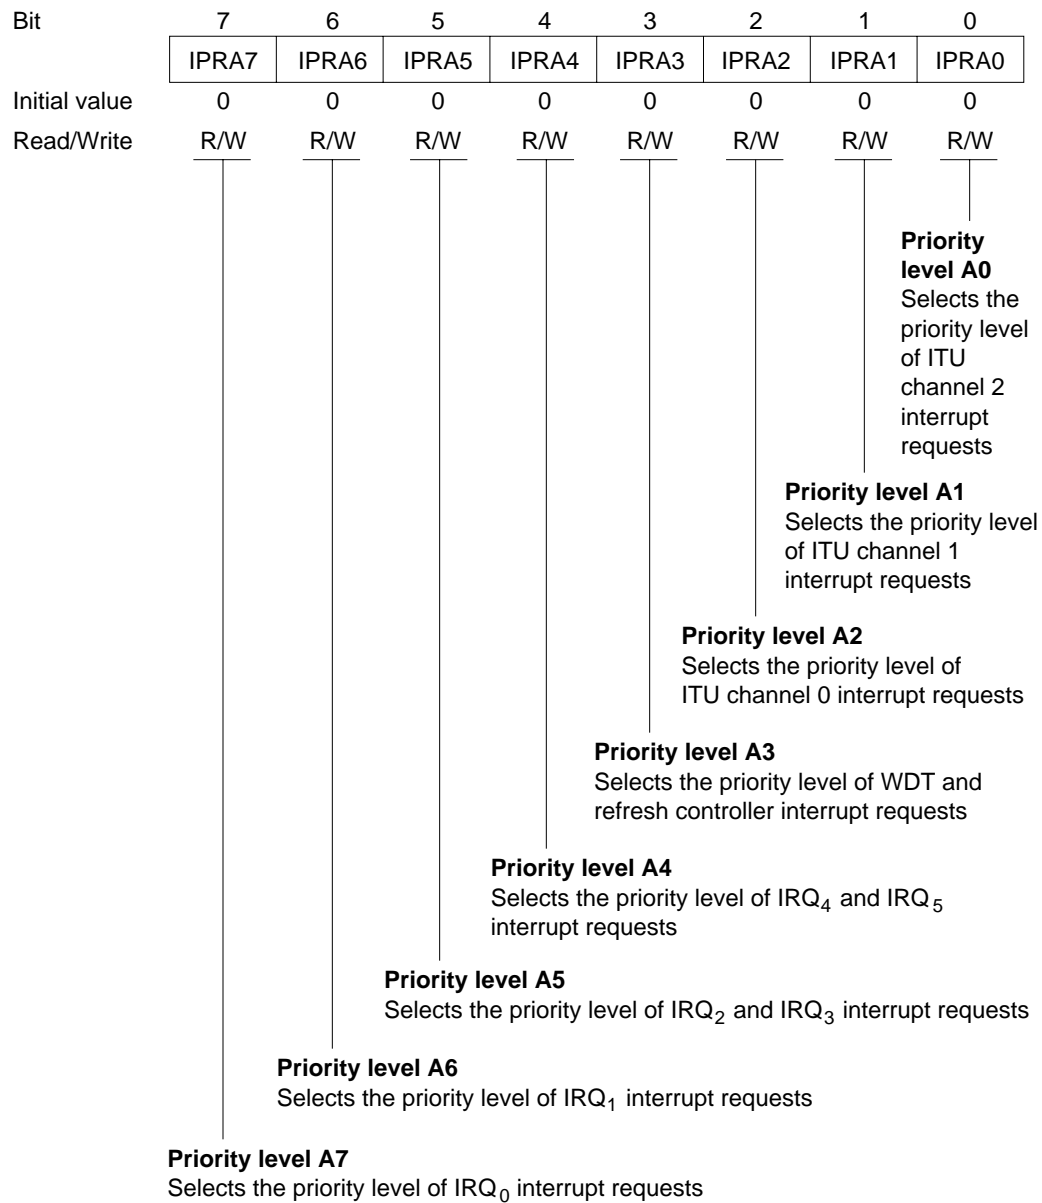 Bit 7 6 5 4 3 2 1 0
IPRA7 IPRA6 IPRA5 IPRA4 IPRA3 IPRA2 IPRA1 IPRA0
Initial value 0 0 0 0 0 0 0 0
Read/Write R/W R/W R/W R/W R/W R/W R/W R/W
Priority
level A0
Selects the
priority level
of ITU
channel 2
interrupt
requests
Priority level A1
Selects the priority level
of ITU channel 1
interrupt requests
Priority level A2
Selects the priority level of
ITU channel 0 interrupt requests
Priority level A3
Selects the priority level of WDT and
refresh controller interrupt requests
Priority level A4
Selects the priority level of IRQ4 and IRQ5
interrupt requests
Priority level A5
Selects the priority level of IRQ2 and IRQ3 interrupt requests
Priority level A6
Selects the priority level of IRQ1 interrupt requests
Priority level A7
Selects the priority level of IRQ0 interrupt requests